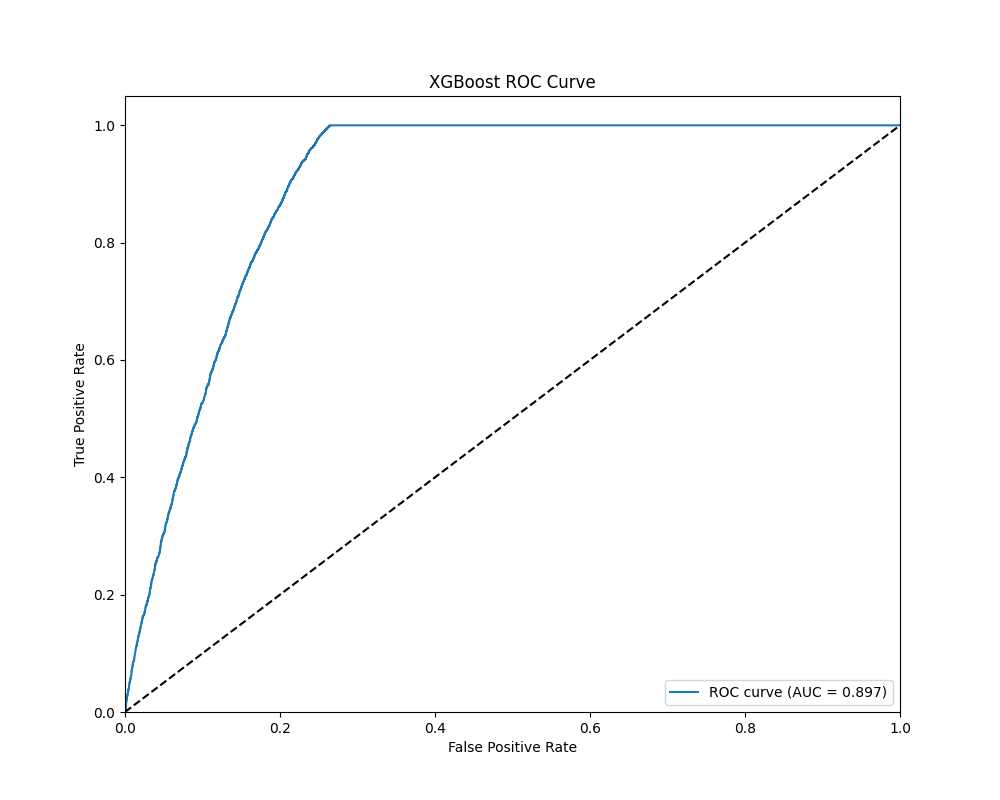 XGBoost ROC Curve
1.0
0.8
0.6
0.4
0.2
0.0
True Positive Rate
0.0 0.2 0.4 0.6 0.8 1.0
False Positive Rate
ROC curve (AUC = 0.897)